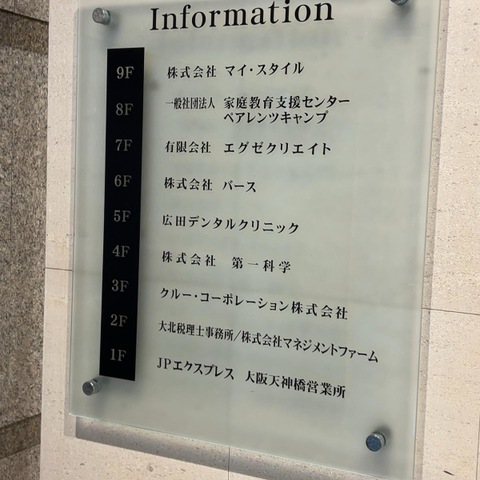 Information
9F 株式会社 マイ・スタイル
8F 一般社団法人 家庭教育支援センター
ペアレンツキャンプ
7F 有限会社 エグゼクリエイト
6F 株式会社 バース
5F 広田デンタルクリニック
4F 株式会社 第一科学
3F クルー・コーポレーション株式会社
2F 大北税理士事務所/株式会社マネジメントファーム
1F JPエクスプレス 大阪天神橋営業所